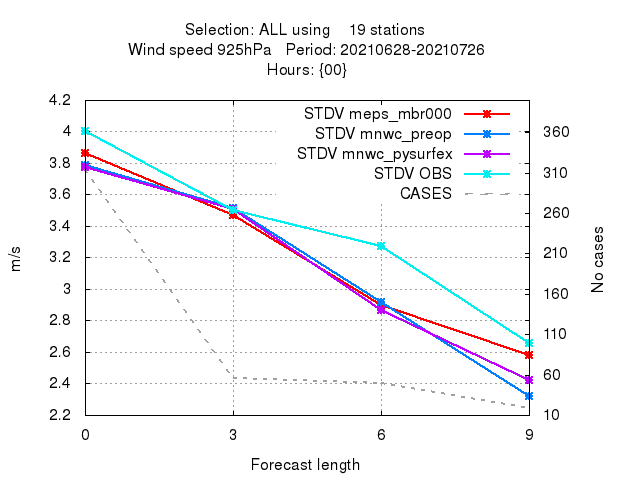 Selection: ALL using    19 stations
Wind speed 925hPa   Period: 20210628-20210726
Hours: {00}
STDV meps_mbr000
STDV mnwc_preop
STDV mnwc_pysurfex
STDV OBS
CASES
4.2
4
3.8
3.6
3.4
3.2
3
2.8
2.6
2.4
2.2
m/s
360
310
260
210
160
110
60
10
No cases
0 3 6 9
Forecast length